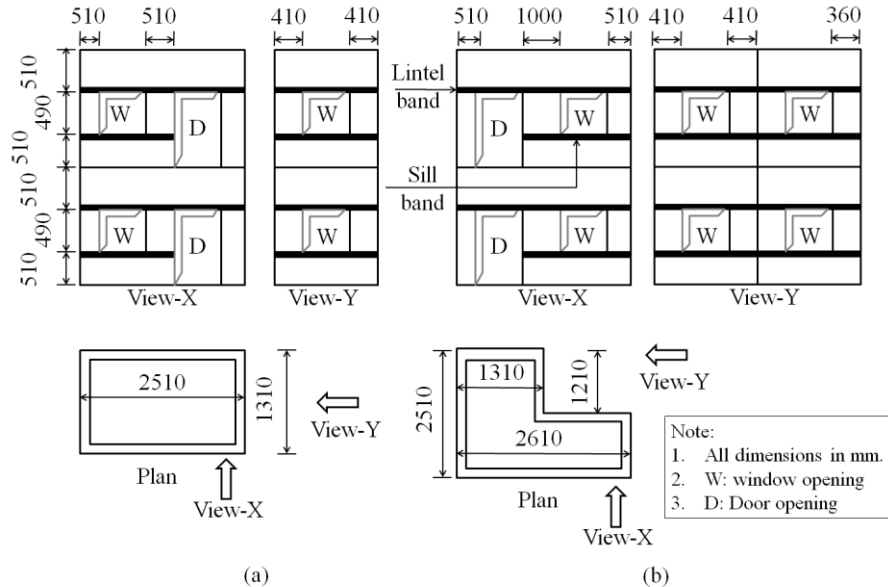 510 510 410 410 510 1000 510 410 410 360
510
490
510
510
490
510
W
D
W
D
W
W
Lintel
band
Sill
band
D
W
D
W
W
W
W
W
View-X
View-Y
View-X
View-Y
2510
1310
View-Y
Plan
View-X
2510
1310
1210
2610
View-Y
Plan
View-X
Note:
1. All dimensions in mm.
2. W: window opening
3. D: Door opening
(a)
(b)